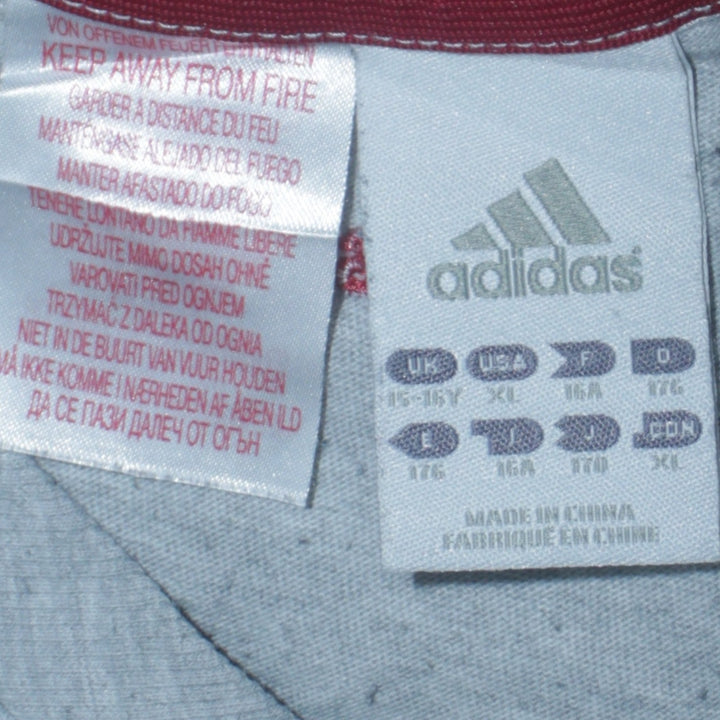 VON OFFENEM FEUER FERNHALTEN
KEEP AWAY FROM FIRE
GARDER A DISTANCE DU FEU
MANTÉNGASE ALEJADO DEL FUEGO
MANTER AFASTADO DO FOGO
TENERE LONTANO DA FIAMME LIBERE
UDRŽUJTE MIMO DOSAH OHNĚ
VAROVATI PRED OGNJEM
TRZYMAĆ Z DALEKA OD OGNIA
NIET IN DE BUURT VAN VUUR HOUDEN
MÅ IKKE KOMME I NÆRHEDEN AF ÅBEN ILD
ДА СЕ ПАЗИ ДАЛЕЧ ОТ ОГЪН
adidas
UK USA F D
15-16Y XL 16A 176
E I J CDN
176 16A 170 XL
MADE IN CHINA
FABRIQUÉ EN CHINE